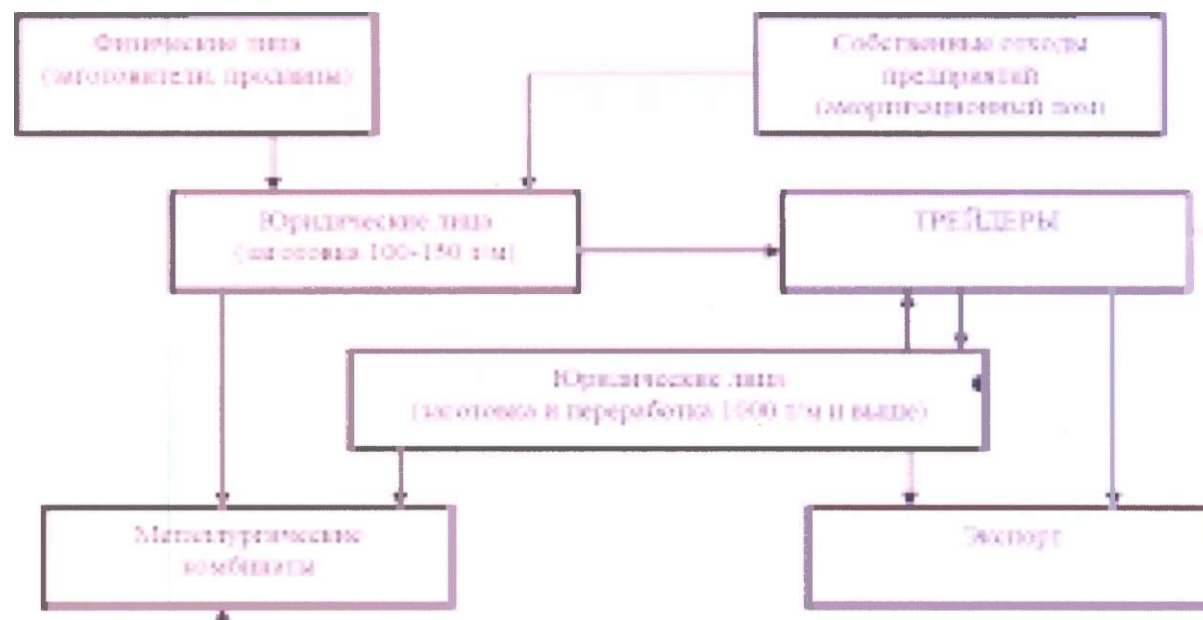 Физические лица
(заготовители, продавцы)
Собственные отходы
предприятий
(амортизационный лом)
Юридические лица
(заготовка 100-150 т/м)
ТРЕЙДЕРЫ
Юридические лица
(заготовка и переработка 1000 т/м и выше)
Металлургические
комбинаты
Экспорт